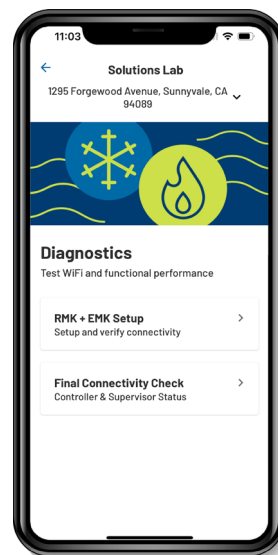 11:03
Solutions Lab
1295 Forgewood Avenue, Sunnyvale, CA
94089
Diagnostics
Test WiFi and functional performance
RMK + EMK Setup
Setup and verify connectivity
Final Connectivity Check
Controller & Supervisor Status